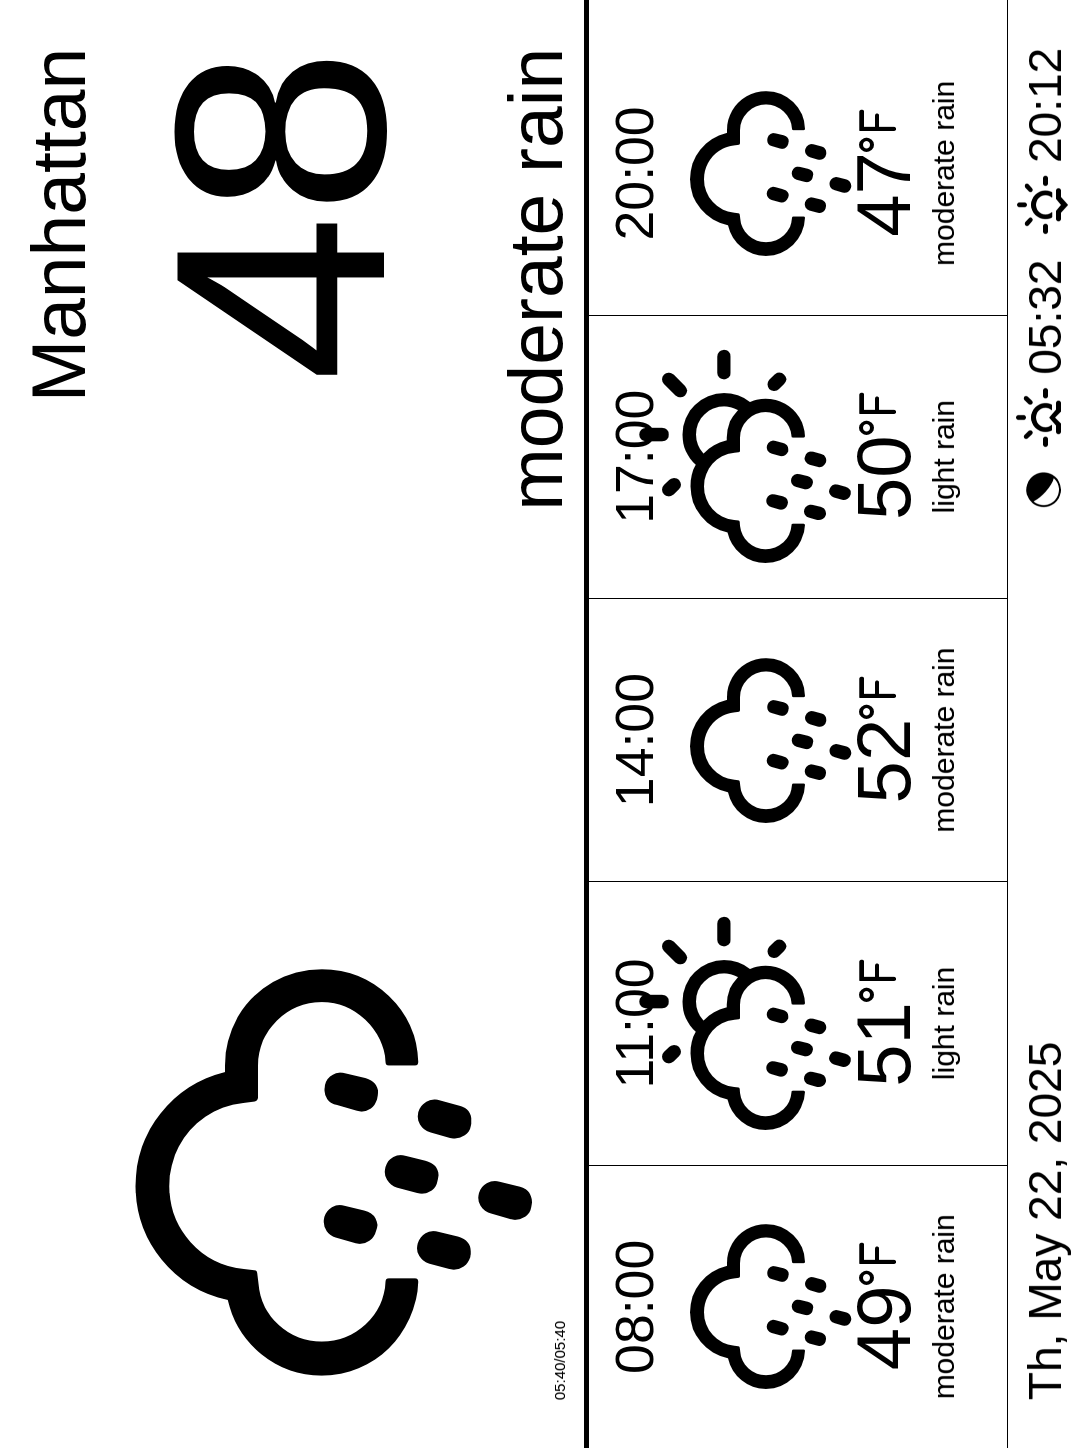 Manhattan
48
moderate rain
05:40/05:40
08:00
49°F
moderate rain
11:00
51°F
light rain
14:00
52°F
moderate rain
17:00
50°F
light rain
20:00
47°F
moderate rain
Th, May 22, 2025
05:32
20:12